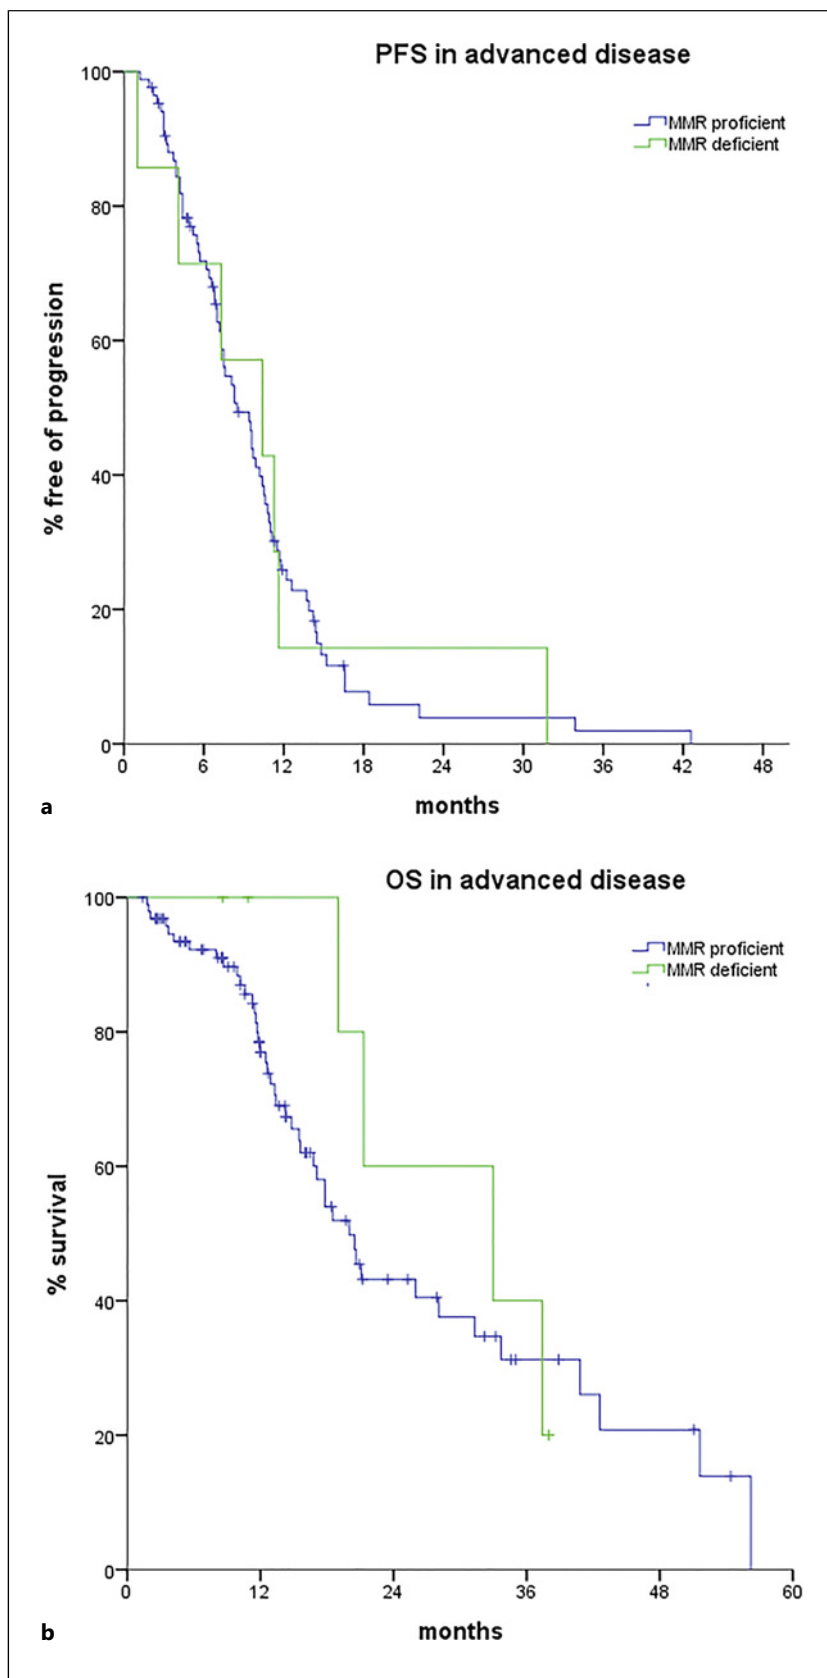 PFS in advanced disease
MMR proficient
MMR deficient
% free of progression
100
80
60
40
20
0
0 6 12 18 24 30 36 42 48
months
a
OS in advanced disease
MMR proficient
MMR deficient
% survival
100
80
60
40
20
0
0 12 24 36 48 60
months
b